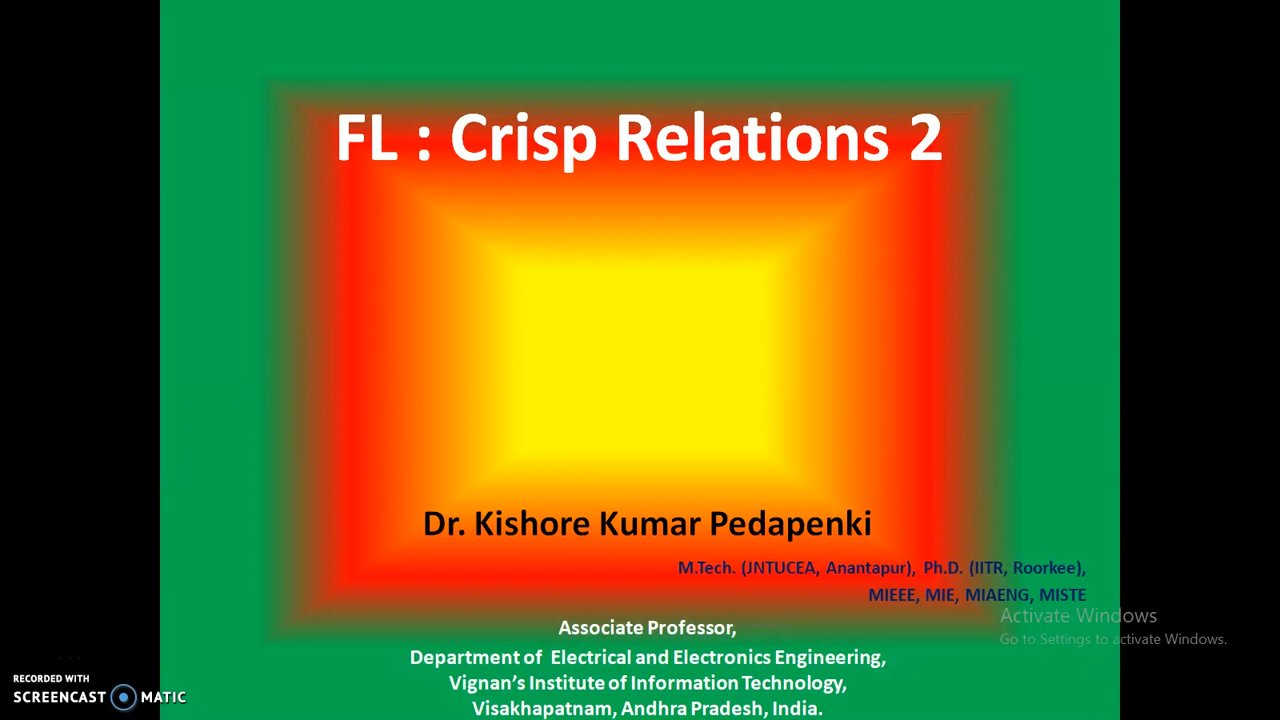 FL : Crisp Relations 2
Dr. Kishore Kumar Pedapenki
M.Tech. (JNTUCEA, Anantapur), Ph.D. (IITR, Roorkee),
MIEEE, MIE, MIAENG, MISTE
Activate Windows
Go to Settings to activate Windows.
Associate Professor,
Department of Electrical and Electronics Engineering,
Vignan's Institute of Information Technology,
Visakhapatnam, Andhra Pradesh, India.
RECORDED WITH
SCREENCAST MATIC